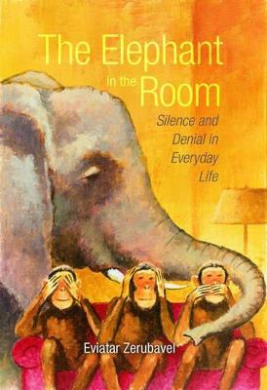 The Elephant
in the Room
Silence and
Denial in
Everyday
Life
Eviatar Zerubavel